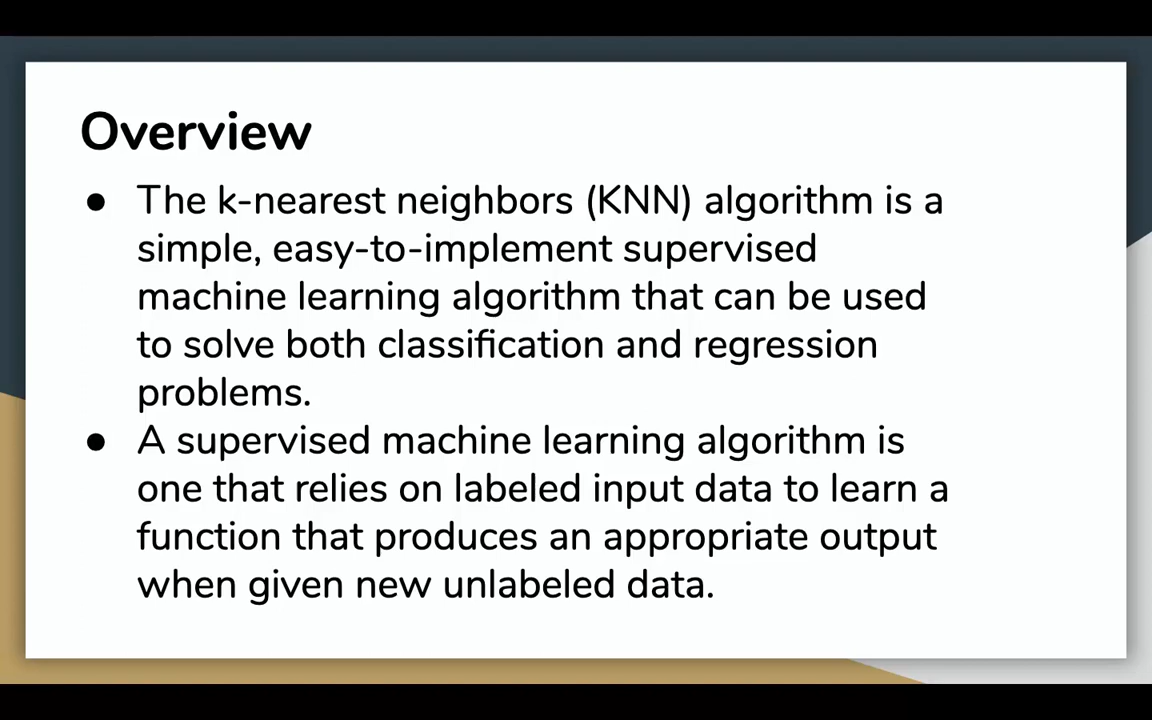 Overview
● The k-nearest neighbors (KNN) algorithm is a
simple, easy-to-implement supervised
machine learning algorithm that can be used
to solve both classification and regression
problems.
● A supervised machine learning algorithm is
one that relies on labeled input data to learn a
function that produces an appropriate output
when given new unlabeled data.